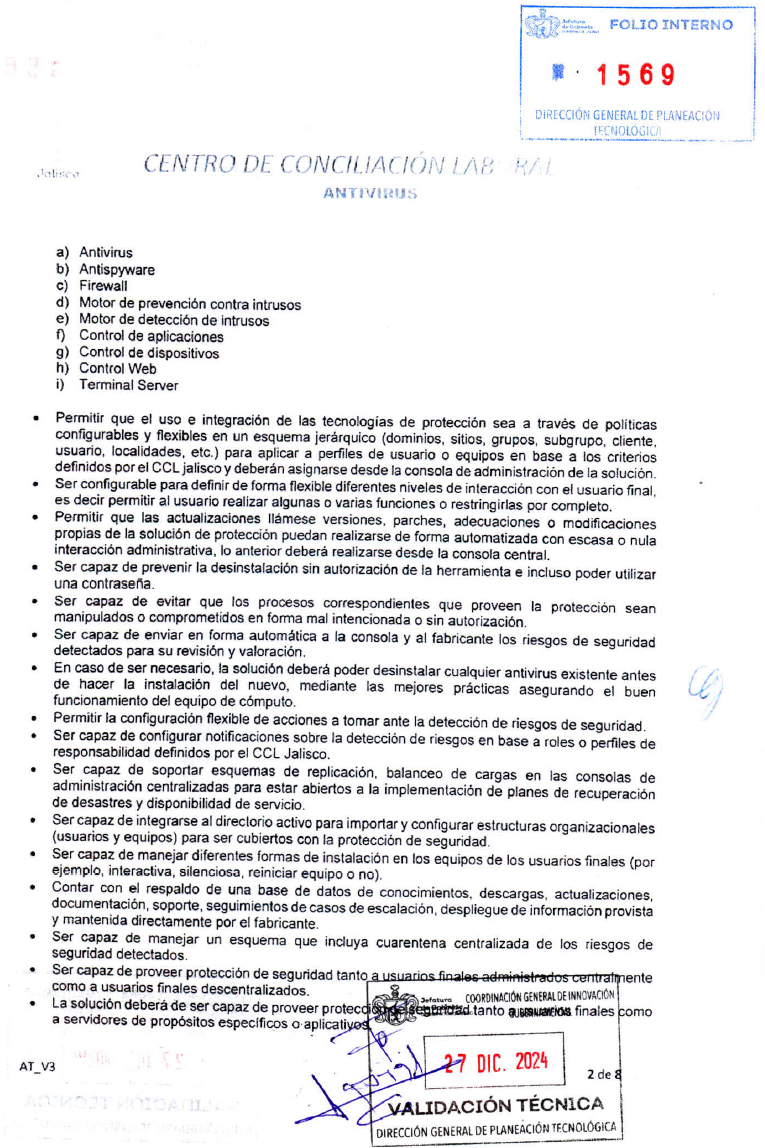 Jefatura
de Gabinete
FOLIO INTERNO
1569
DIRECCIÓN GENERAL DE PLANEACIÓN
TECNOLÓGICA
Jalisco
CENTRO DE CONCILIACIÓN LABORAL
ANTIVIRUS
a) Antivirus
b) Antispyware
c) Firewall
d) Motor de prevención contra intrusos
e) Motor de detección de intrusos
f) Control de aplicaciones
g) Control de dispositivos
h) Control Web
i) Terminal Server
• Permitir que el uso e integración de las tecnologías de protección sea a través de políticas
configurables y flexibles en un esquema jerárquico (dominios, sitios, grupos, subgrupo, cliente,
usuario, localidades, etc.) para aplicar a perfiles de usuario o equipos en base a los criterios
definidos por el CCL jalisco y deberán asignarse desde la consola de administración de la solución.
• Ser configurable para definir de forma flexible diferentes niveles de interacción con el usuario final,
es decir permitir al usuario realizar algunas o varias funciones o restringirlas por completo.
• Permitir que las actualizaciones llámese versiones, parches, adecuaciones o modificaciones
propias de la solución de protección puedan realizarse de forma automatizada con escasa o nula
interacción administrativa, lo anterior deberá realizarse desde la consola central.
• Ser capaz de prevenir la desinstalación sin autorización de la herramienta e incluso poder utilizar
una contraseña.
• Ser capaz de evitar que los procesos correspondientes que proveen la protección sean
manipulados o comprometidos en forma mal intencionada o sin autorización.
• Ser capaz de enviar en forma automática a la consola y al fabricante los riesgos de seguridad
detectados para su revisión y valoración.
• En caso de ser necesario, la solución deberá poder desinstalar cualquier antivirus existente antes
de hacer la instalación del nuevo, mediante las mejores prácticas asegurando el buen
funcionamiento del equipo de cómputo.
• Permitir la configuración flexible de acciones a tomar ante la detección de riesgos de seguridad.
• Ser capaz de configurar notificaciones sobre la detección de riesgos en base a roles o perfiles de
responsabilidad definidos por el CCL Jalisco.
• Ser capaz de soportar esquemas de replicación, balanceo de cargas en las consolas de
administración centralizadas para estar abiertos a la implementación de planes de recuperación
de desastres y disponibilidad de servicio.
• Ser capaz de integrarse al directorio activo para importar y configurar estructuras organizacionales
(usuarios y equipos) para ser cubiertos con la protección de seguridad.
• Ser capaz de manejar diferentes formas de instalación en los equipos de los usuarios finales (por
ejemplo, interactiva, silenciosa, reiniciar equipo o no).
• Contar con el respaldo de una base de datos de conocimientos, descargas, actualizaciones,
documentación, soporte, seguimientos de casos de escalación, despliegue de información provista
y mantenida directamente por el fabricante.
• Ser capaz de manejar un esquema que incluya cuarentena centralizada de los riesgos de
seguridad detectados.
• Ser capaz de proveer protección de seguridad tanto a usuarios finales administrados centralmente
como a usuarios finales descentralizados.
• La solución deberá de ser capaz de proveer protección de seguridad tanto a usuarios finales como
a servidores de propósitos específicos o aplicativos
Jefatura
COORDINACIÓN GENERAL DE INNOVACIÓN
GUBERNAMENTAL
27 DIC. 2024
VALIDACIÓN TÉCNICA
DIRECCIÓN GENERAL DE PLANEACIÓN TECNOLÓGICA
AT_V3
2 de 8